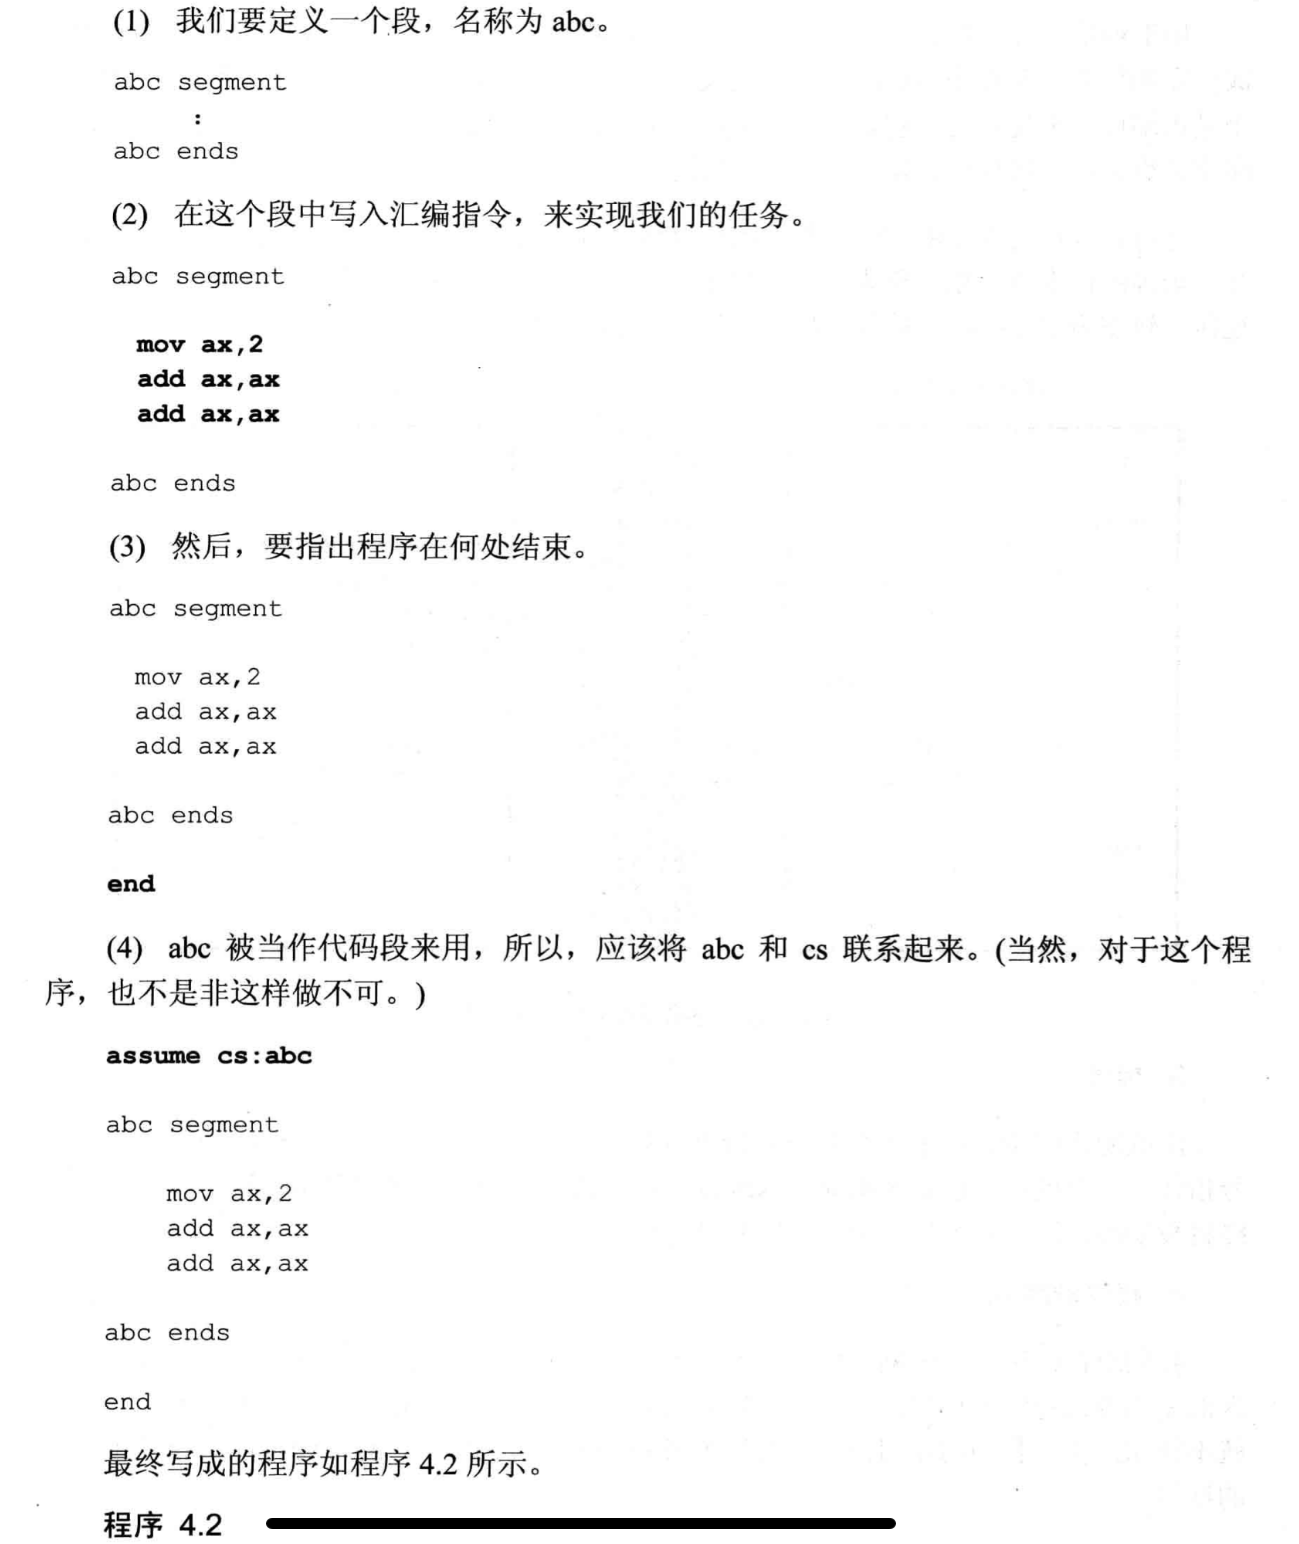 (1) 我们要定义一个段，名称为 abc。
abc segment
:
abc ends
(2) 在这个段中写入汇编指令，来实现我们的任务。
abc segment
mov ax,2
add ax,ax
add ax,ax
abc ends
(3) 然后，要指出程序在何处结束。
abc segment
mov ax,2
add ax,ax
add ax,ax
abc ends
end
(4) abc 被当作代码段来用，所以，应该将 abc 和 cs 联系起来。(当然，对于这个程
序，也不是非这样做不可。)
assume cs:abc
abc segment
mov ax,2
add ax,ax
add ax,ax
abc ends
end
最终写成的程序如程序 4.2 所示。
程序 4.2